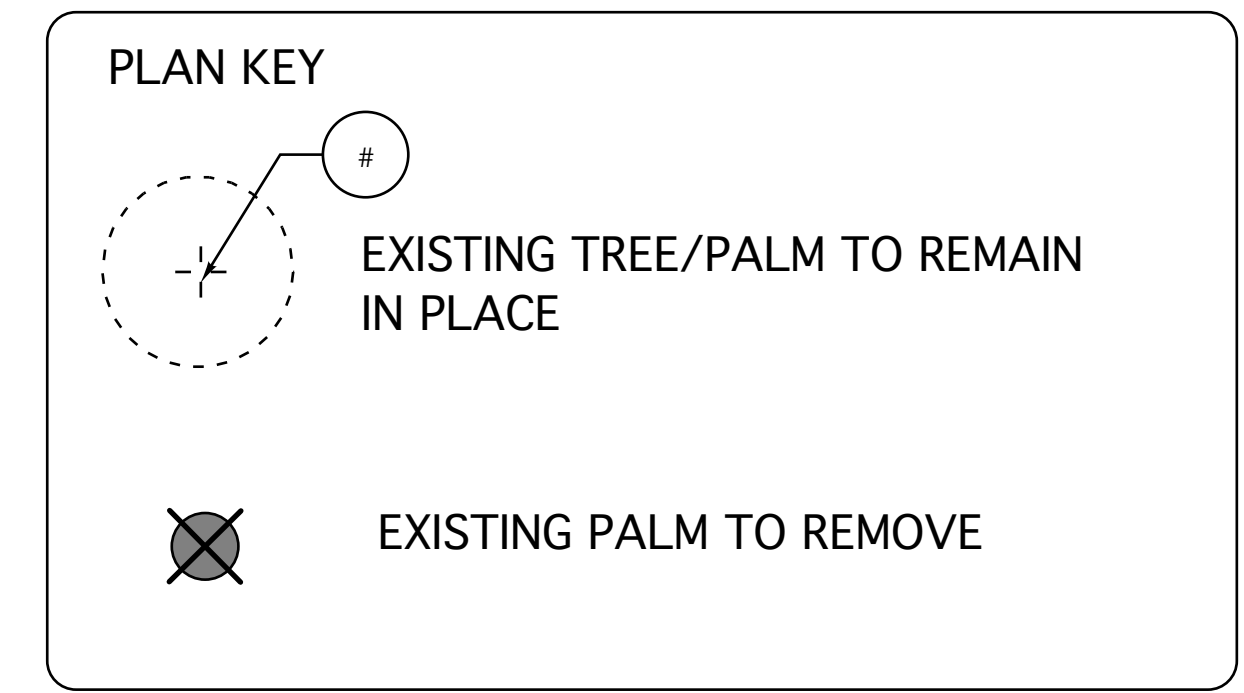 PLAN KEY
#
EXISTING TREE/PALM TO REMAIN
IN PLACE
EXISTING PALM TO REMOVE